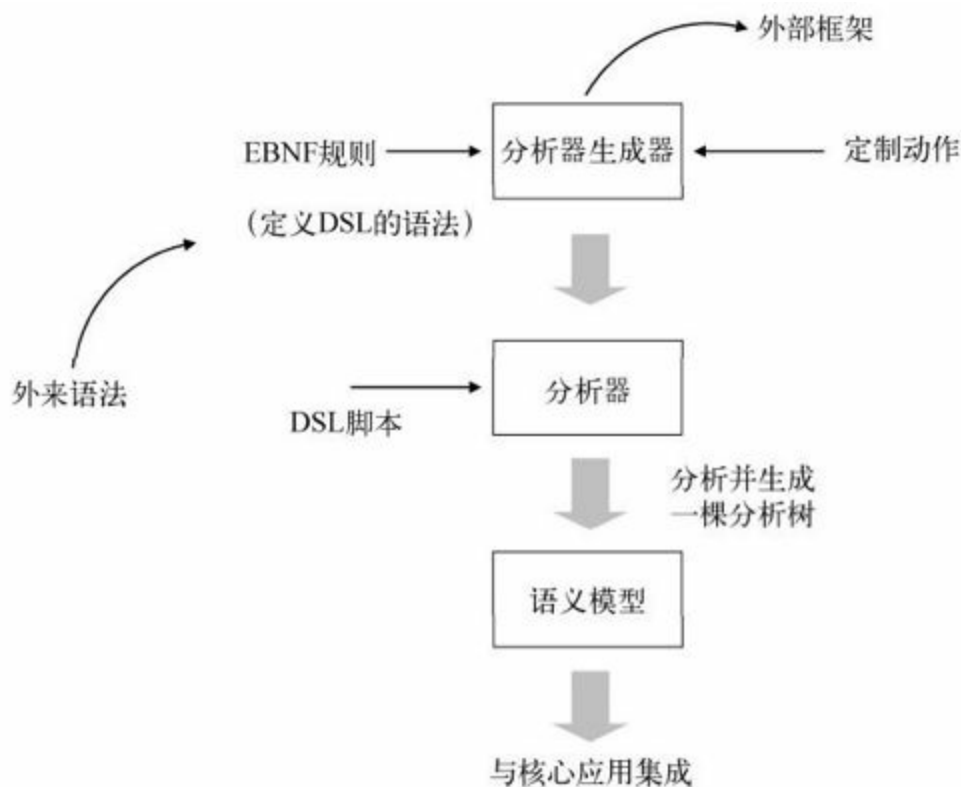 外部框架
EBNF规则
分析器生成器
定制动作
（定义DSL的语法）
外来语法
分析器
DSL脚本
分析并生成
一棵分析树
语义模型
与核心应用集成